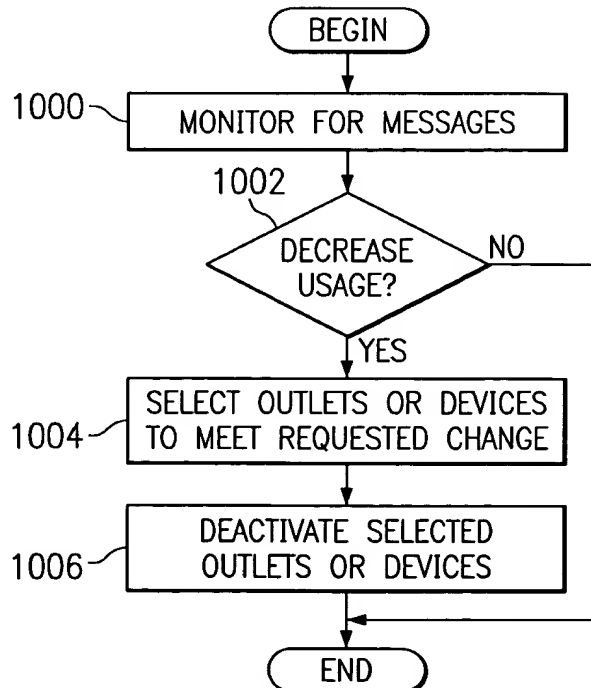 BEGIN
1000
MONITOR FOR MESSAGES
1002
DECREASE
USAGE?
NO
YES
1004
SELECT OUTLETS OR DEVICES
TO MEET REQUESTED CHANGE
1006
DEACTIVATE SELECTED
OUTLETS OR DEVICES
END